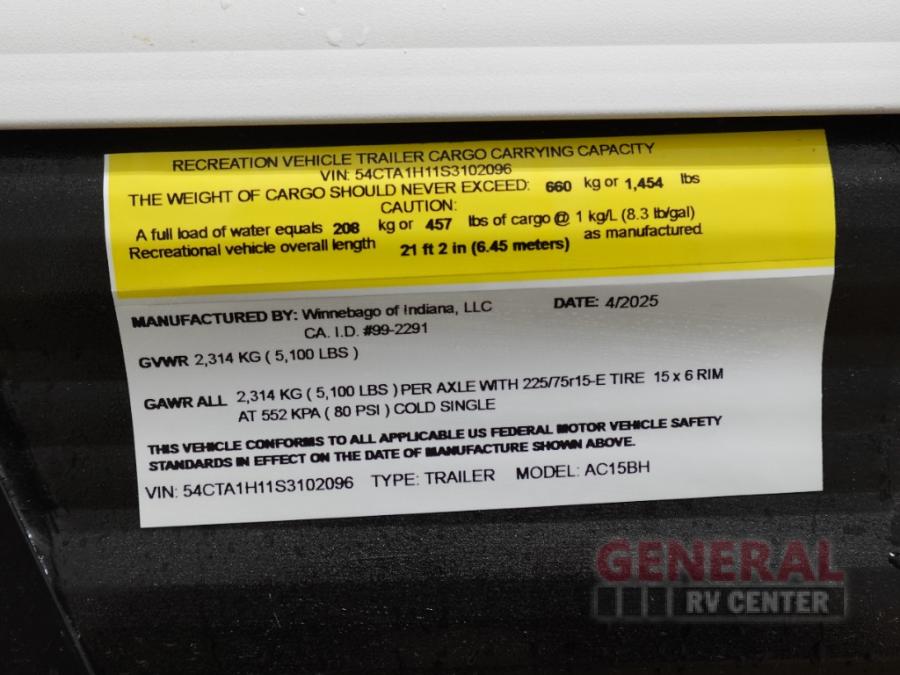 RECREATION VEHICLE TRAILER CARGO CARRYING CAPACITY
VIN: 54CTA1H11S3102096
THE WEIGHT OF CARGO SHOULD NEVER EXCEED: 660 kg or 1,454 lbs
CAUTION:
A full load of water equals 208 kg or 457 lbs of cargo @ 1 kg/L (8.3 lb/gal)
Recreational vehicle overall length 21 ft 2 in (6.45 meters) as manufactured
MANUFACTURED BY: Winnebago of Indiana, LLC DATE: 4/2025
CA. I.D. #99-2291
GVWR 2,314 KG ( 5,100 LBS )
GAWR ALL 2,314 KG ( 5,100 LBS ) PER AXLE WITH 225/75r15-E TIRE 15 x 6 RIM
AT 552 KPA ( 80 PSI ) COLD SINGLE
THIS VEHICLE CONFORMS TO ALL APPLICABLE US FEDERAL MOTOR VEHICLE SAFETY
STANDARDS IN EFFECT ON THE DATE OF MANUFACTURE SHOWN ABOVE.
VIN: 54CTA1H11S3102096 TYPE: TRAILER MODEL: AC15BH
GENERAL
RV CENTER